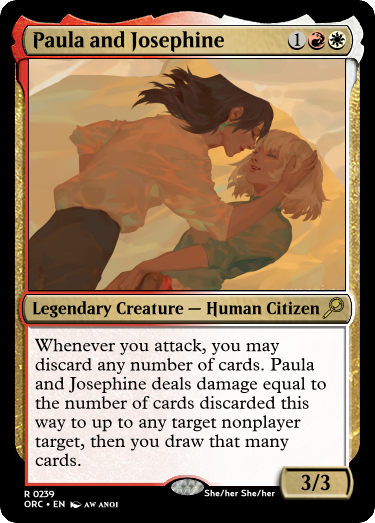 Paula and Josephine 1
Legendary Creature — Human Citizen
Whenever you attack, you may
discard any number of cards. Paula
and Josephine deals damage equal to
the number of cards discarded this
way to up to any target nonplayer
target, then you draw that many
cards.
3/3
R 0239
ORC • EN AW ANOI
She/her She/her